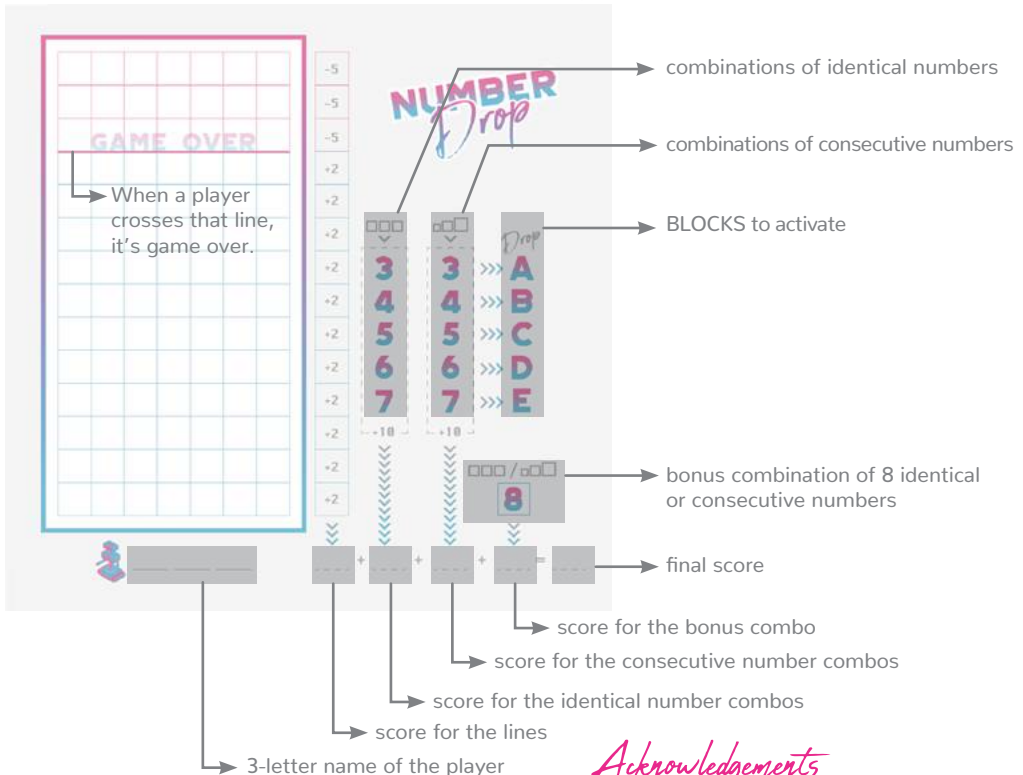 combinations of identical numbers
NUMBER
Drop
combinations of consecutive numbers
-5
-5
-5
GAME OVER
+2
+2
When a player
crosses that line,
it's game over.
+2
BLOCKS to activate
Drop
+2 3 3 >>> A
+2 4 4 >>> B
+2 5 5 >>> C
+2 6 6 >>> D
+2 7 7 >>> E
+2 +10 +10
+2
/
bonus combination of 8 identical
or consecutive numbers
+2 8
+ + + =
final score
score for the bonus combo
score for the consecutive number combos
score for the identical number combos
score for the lines
3-letter name of the player
Acknowledgements